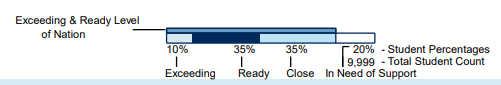 Exceeding & Ready Level
of Nation
10% 35% 35% 20% - Student Percentages
9,999 - Total Student Count
Exceeding Ready Close In Need of Support